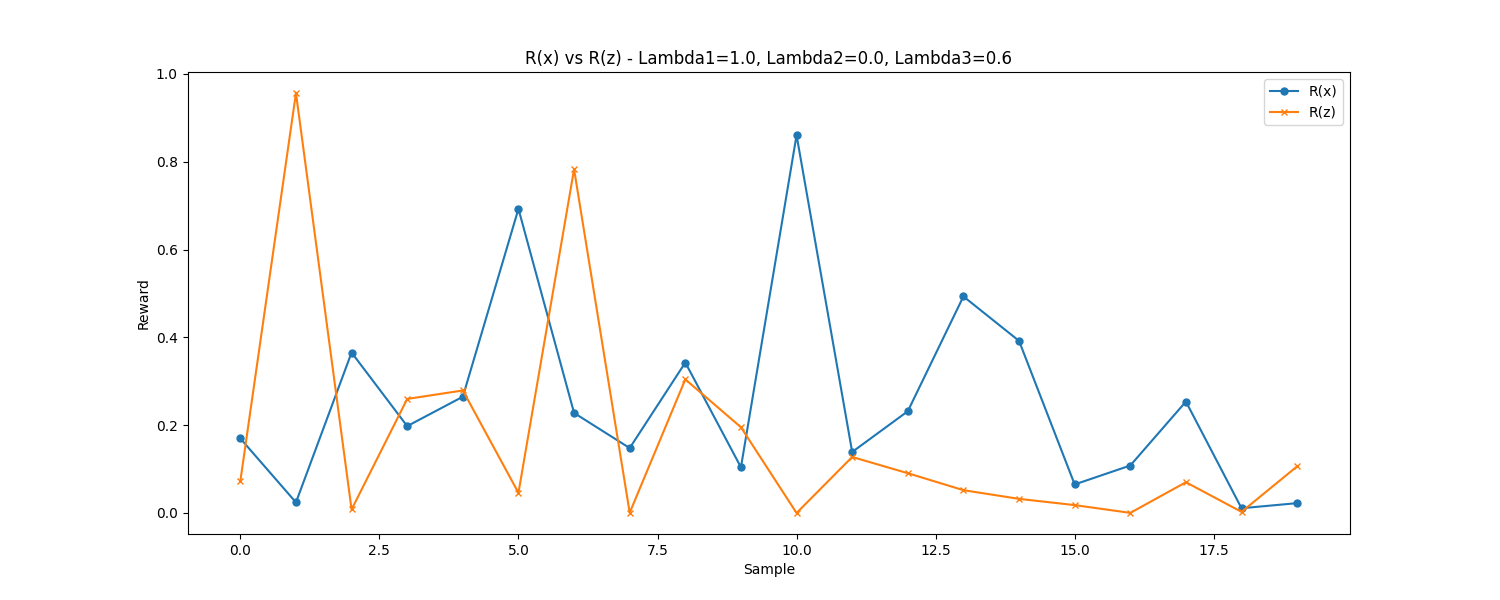 R(x) vs R(z) - Lambda1=1.0, Lambda2=0.0, Lambda3=0.6
R(x)
R(z)
Reward
1.0
0.8
0.6
0.4
0.2
0.0
0.0 2.5 5.0 7.5 10.0 12.5 15.0 17.5
Sample